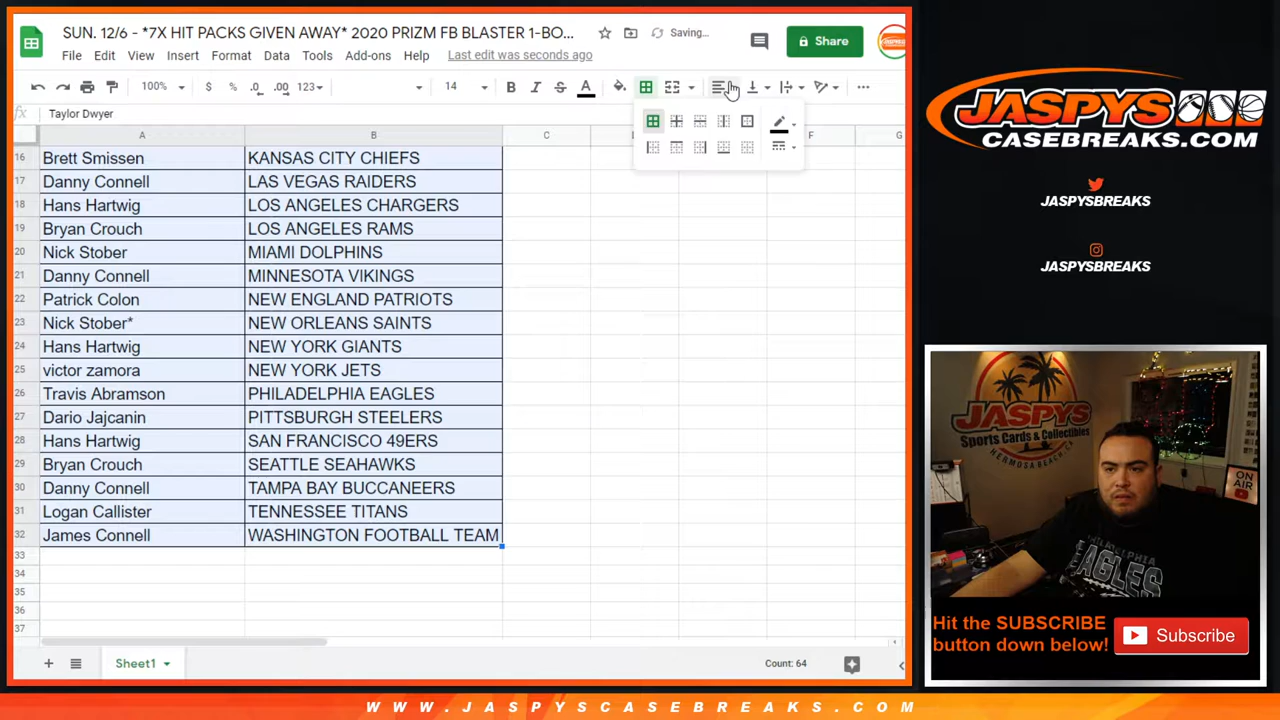 SUN. 12/6 - *7X HIT PACKS GIVEN AWAY* 2020 PRIZM FB BLASTER 1-BO...
Saving...
Share
File Edit View Insert Format Data Tools Add-ons Help Last edit was seconds ago
100% $ % .0 .00 123 14 B I S A
fx Taylor Dwyer
A B C F G
16 Brett Smissen KANSAS CITY CHIEFS
17 Danny Connell LAS VEGAS RAIDERS
18 Hans Hartwig LOS ANGELES CHARGERS
19 Bryan Crouch LOS ANGELES RAMS
20 Nick Stober MIAMI DOLPHINS
21 Danny Connell MINNESOTA VIKINGS
22 Patrick Colon NEW ENGLAND PATRIOTS
23 Nick Stober* NEW ORLEANS SAINTS
24 Hans Hartwig NEW YORK GIANTS
25 victor zamora NEW YORK JETS
26 Travis Abramson PHILADELPHIA EAGLES
27 Dario Jajcanin PITTSBURGH STEELERS
28 Hans Hartwig SAN FRANCISCO 49ERS
29 Bryan Crouch SEATTLE SEAHAWKS
30 Danny Connell TAMPA BAY BUCCANEERS
31 Logan Callister TENNESSEE TITANS
32 James Connell WASHINGTON FOOTBALL TEAM
33
34
35
36
37
Sheet1
Count: 64
JASPYS
CASEBREAKS.COM
JASPYSBREAKS
JASPYSBREAKS
JASPYS
Sports Cards & Collectibles
HERMOSA BEACH CA
ON AIR
PHILADELPHIA
EAGLES
Hit the SUBSCRIBE
button down below!
Subscribe
WWW.JASPYSCASEBREAKS.COM